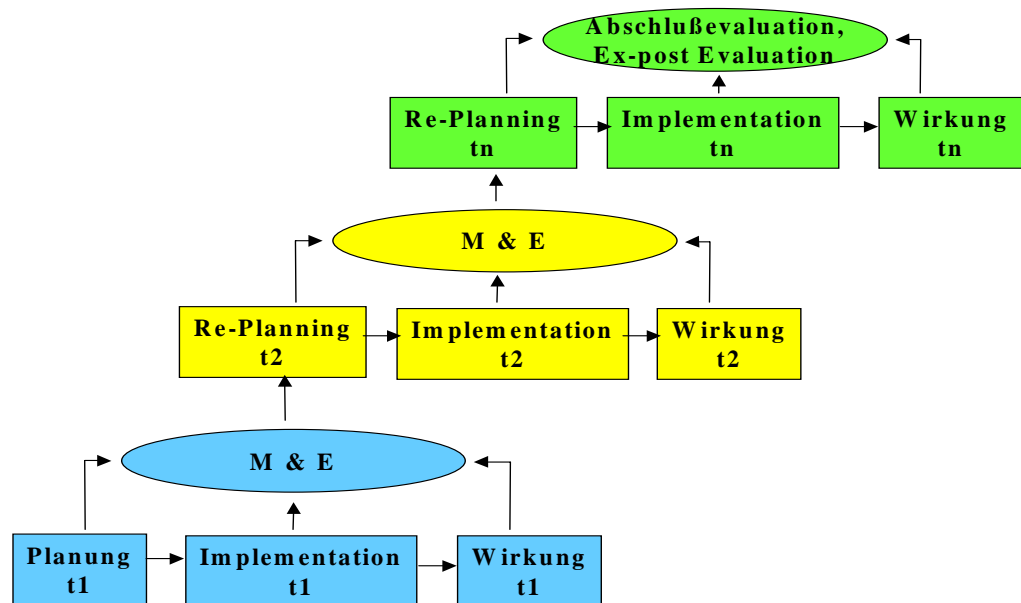 Abschlußevaluation,
Ex-post Evaluation
Re-Planning
tn
Implementation
tn
Wirkung
tn
M & E
Re-Planning
t2
Implementation
t2
Wirkung
t2
M & E
Planung
t1
Implementation
t1
Wirkung
t1